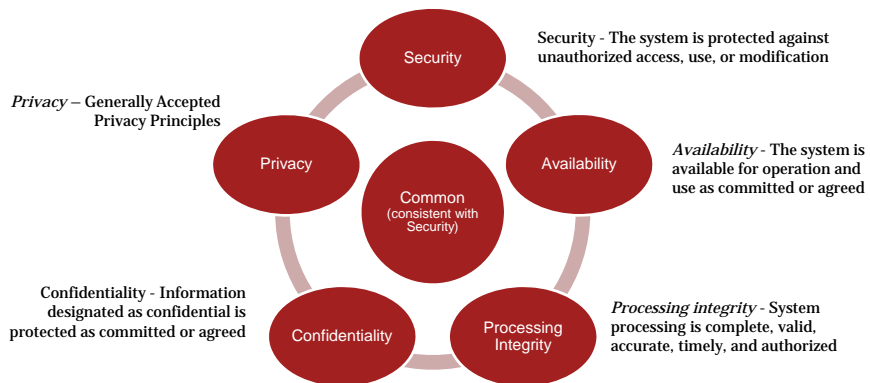 Security
Security - The system is protected against
unauthorized access, use, or modification
Privacy – Generally Accepted
Privacy Principles
Privacy
Availability
Availability - The system is
available for operation and
use as committed or agreed
Common
(consistent with
Security)
Confidentiality - Information
designated as confidential is
protected as committed or agreed
Confidentiality
Processing
Integrity
Processing integrity - System
processing is complete, valid,
accurate, timely, and authorized